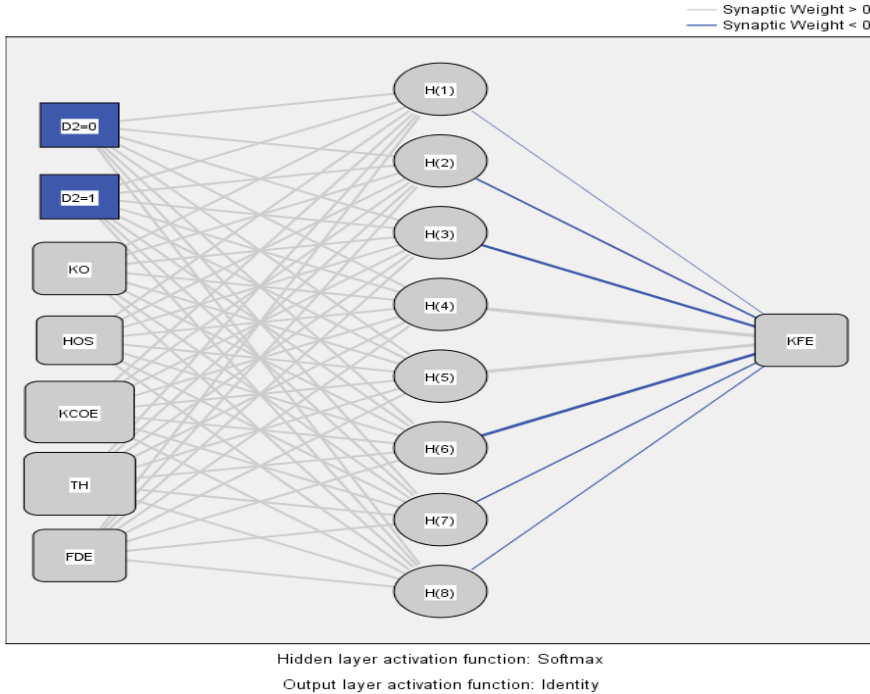 Synaptic Weight > 0
Synaptic Weight < 0
H(1)
D2=0
H(2)
D2=1
H(3)
KO
H(4)
HOS
KFE
H(5)
KCOE
H(6)
TH
H(7)
FDE
H(8)
Hidden layer activation function: Softmax
Output layer activation function: Identity